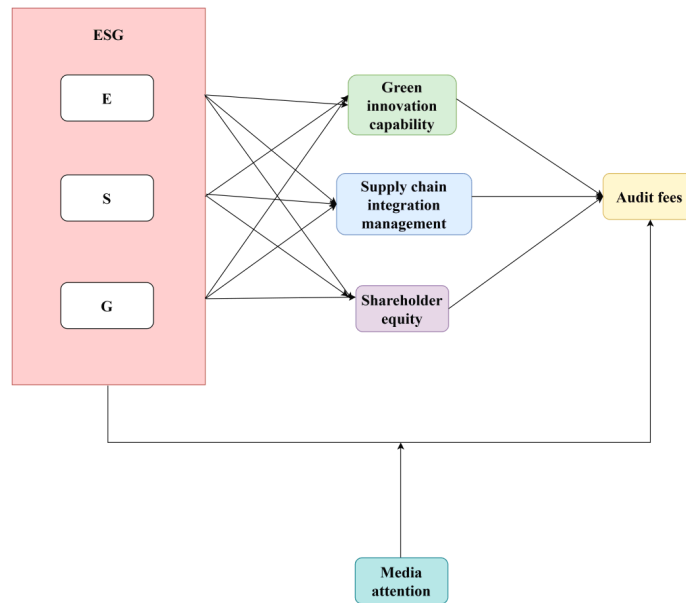 ESG
E
S
G
Green
innovation
capability
Supply chain
integration
management
Shareholder
equity
Audit fees
Media
attention